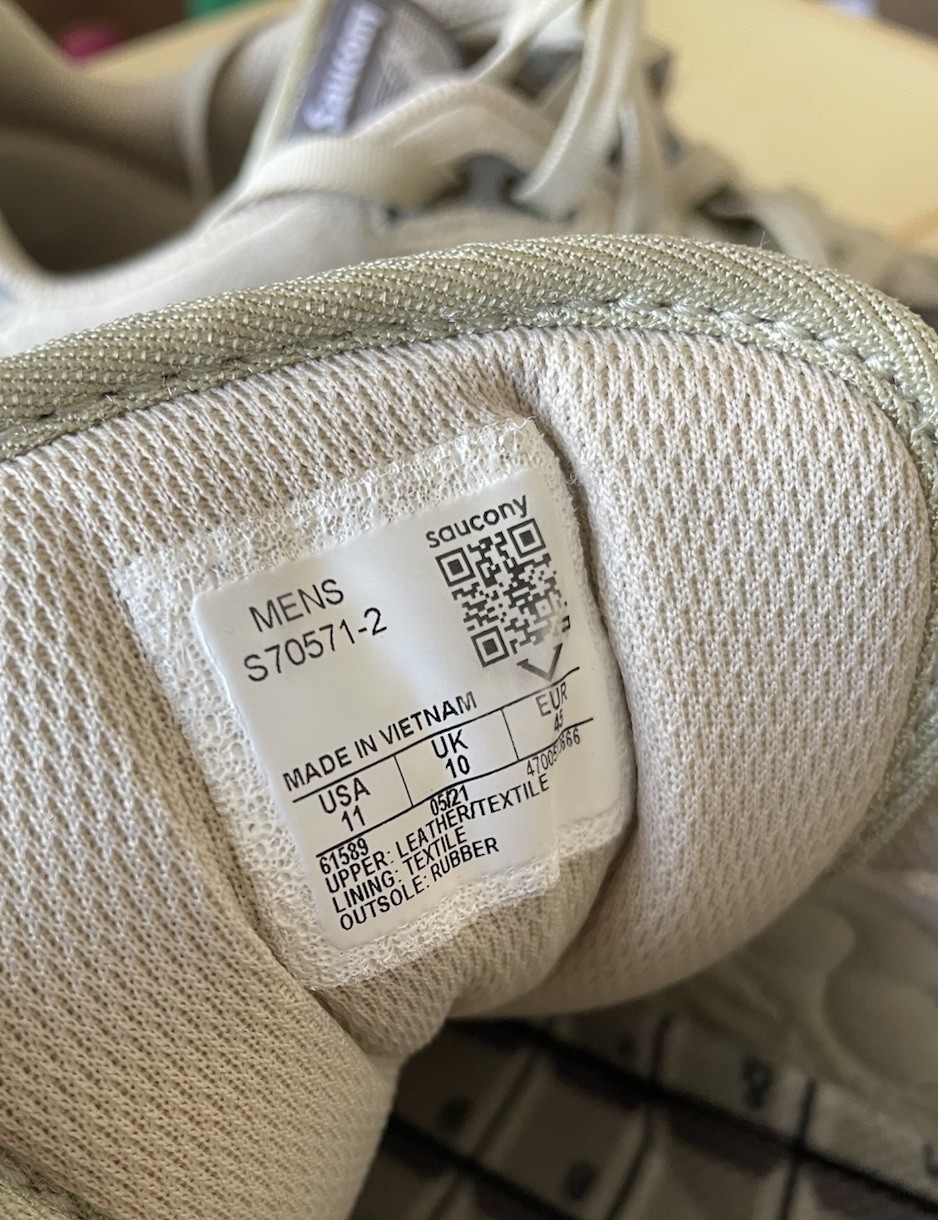 saucony
saucony
MENS
S70571-2
MADE IN VIETNAM
USA UK EUR
11 10 45
61589 05/21
UPPER: LEATHER/TEXTILE
LINING: TEXTILE
OUTSOLE: RUBBER